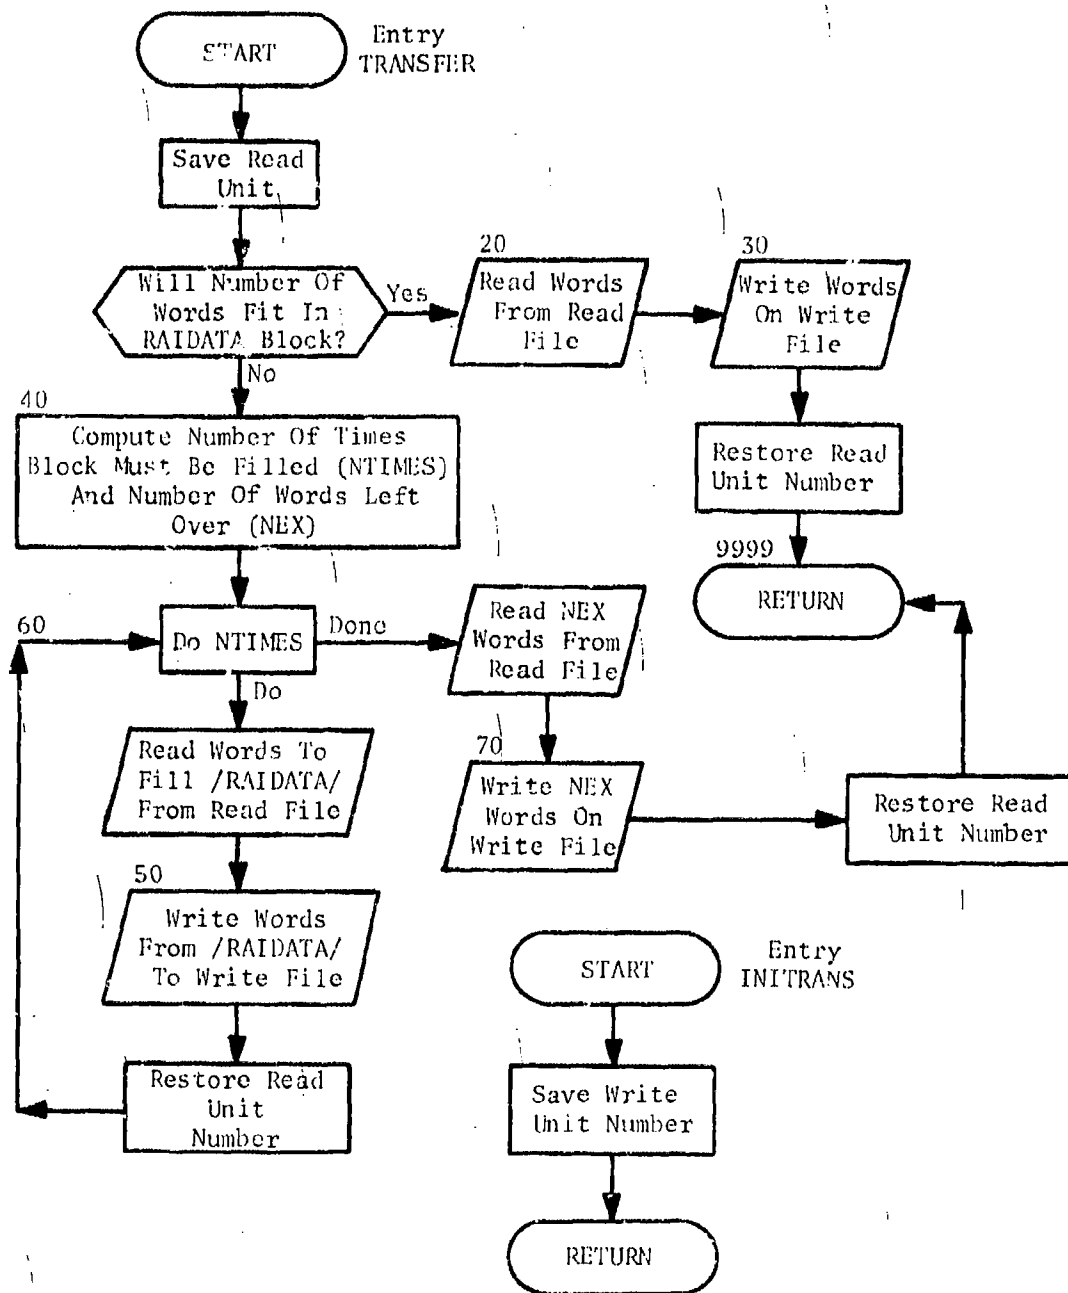 START
Entry
TRANSFER
Save Read
Unit
Will Number Of
Words Fit In
RAIDATA Block?
Yes
No
20
Read Words
From Read
File
30
Write Words
On Write
File
Restore Read
Unit Number
9999
RETURN
40
Compute Number Of Times
Block Must Be Filled (NTIMES)
And Number Of Words Left
Over (NEX)
60
Do NTIMES
Done
Do
Read NEX
Words From
Read File
70
Write NEX
Words On
Write File
Restore Read
Unit Number
Read Words To
Fill /RAIDATA/
From Read File
50
Write Words
From /RAIDATA/
To Write File
Restore Read
Unit
Number
START
Entry
INITRANS
Save Write
Unit Number
RETURN